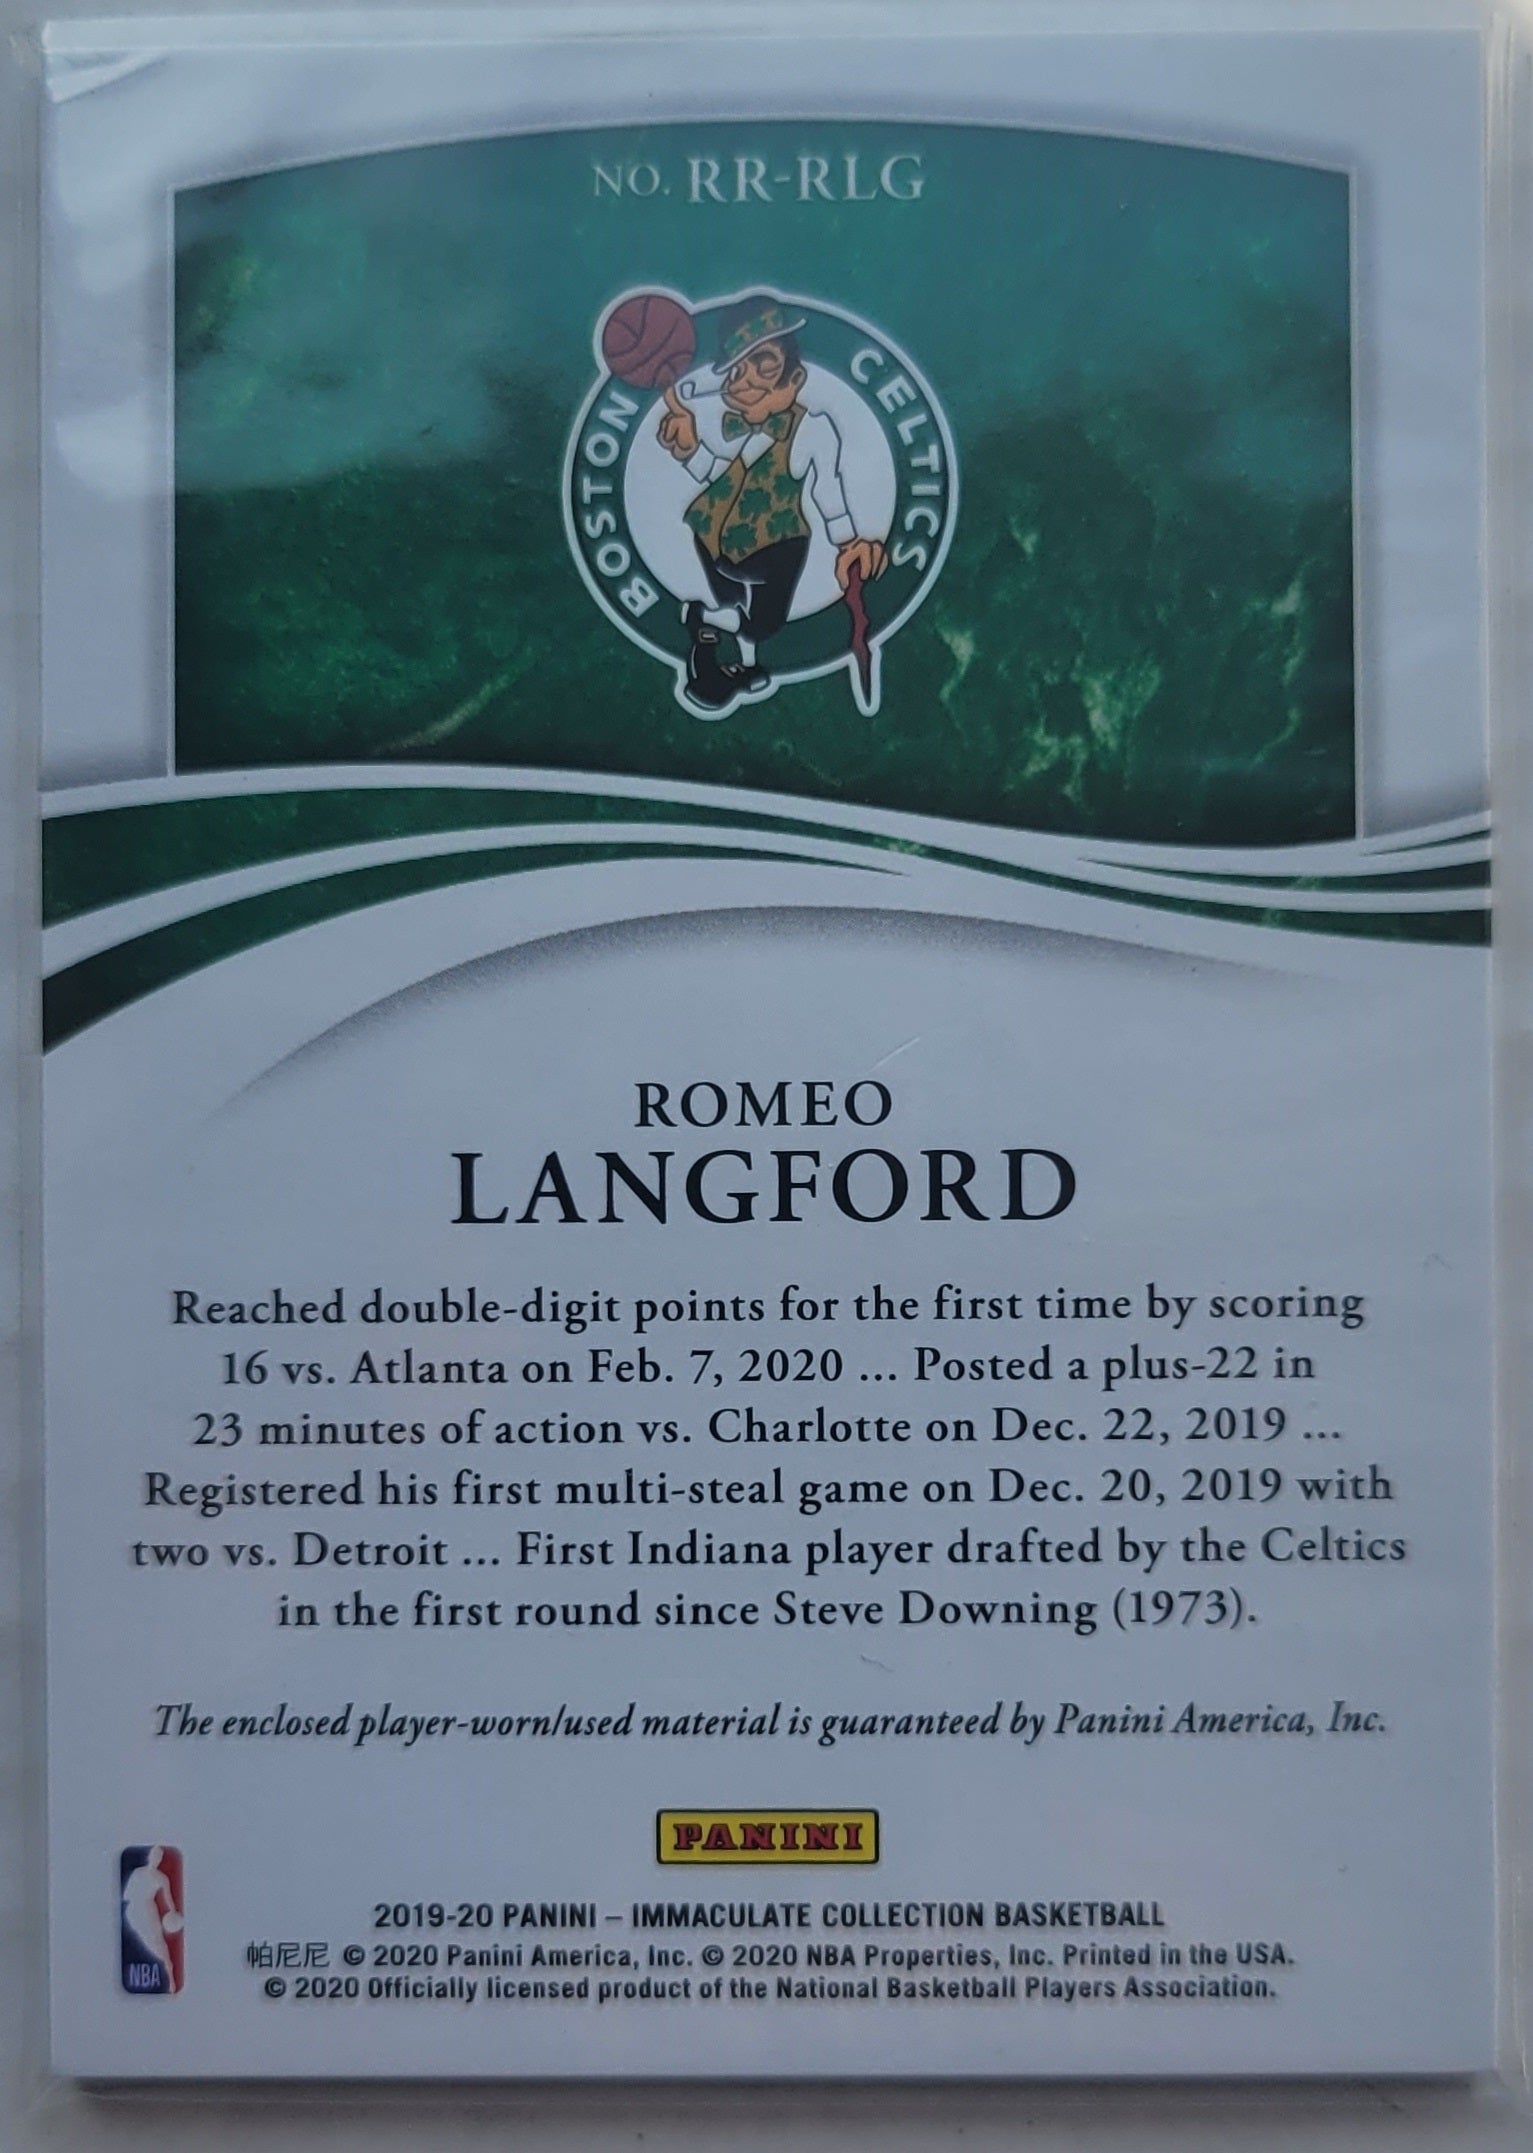 NO. RR-RLG
BOSTON CELTICS
ROMEO
LANGFORD
Reached double-digit points for the first time by scoring
16 vs. Atlanta on Feb. 7, 2020 ... Posted a plus-22 in
23 minutes of action vs. Charlotte on Dec. 22, 2019 ...
Registered his first multi-steal game on Dec. 20, 2019 with
two vs. Detroit ... First Indiana player drafted by the Celtics
in the first round since Steve Downing (1973).
The enclosed player-worn/used material is guaranteed by Panini America, Inc.
PANINI
NBA
2019-20 PANINI – IMMACULATE COLLECTION BASKETBALL
帕尼尼 © 2020 Panini America, Inc. © 2020 NBA Properties, Inc. Printed in the USA.
© 2020 Officially licensed product of the National Basketball Players Association.